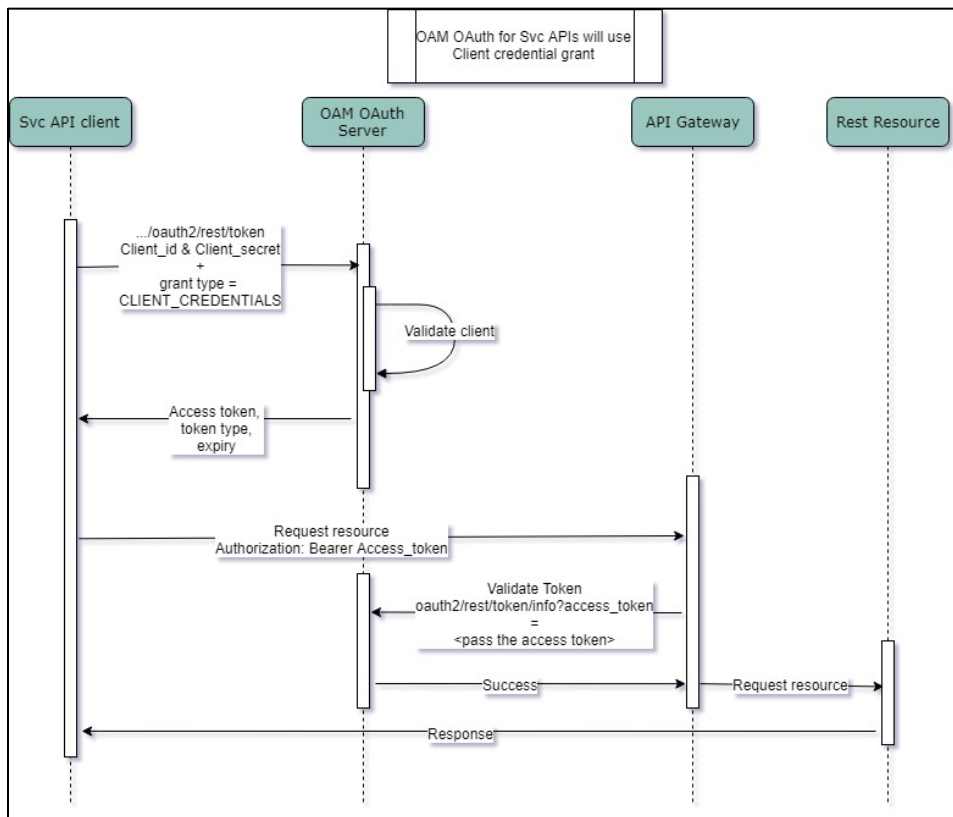 OAM OAuth for Svc APIs will use
Client credential grant
Svc API client
OAM OAuth
Server
API Gateway
Rest Resource
.../oauth2/rest/token
Client_id & Client_secret
+
grant type =
CLIENT_CREDENTIALS
Validate client
Access token,
token type,
expiry
Request resource
Authorization: Bearer Access_token
Validate Token
oauth2/rest/token/info?access_token
=
<pass the access token>
Success
Request resource
Response